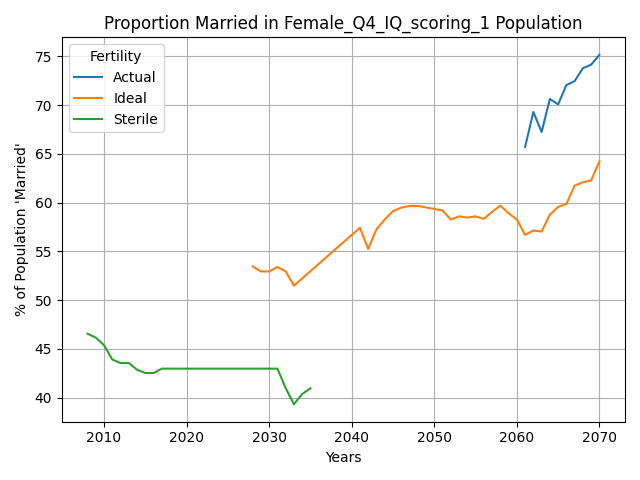 Proportion Married in Female_Q4_IQ_scoring_1 Population
% of Population 'Married'
75
70
65
60
55
50
45
40
Fertility
Actual
Ideal
Sterile
2010 2020 2030 2040 2050 2060 2070
Years